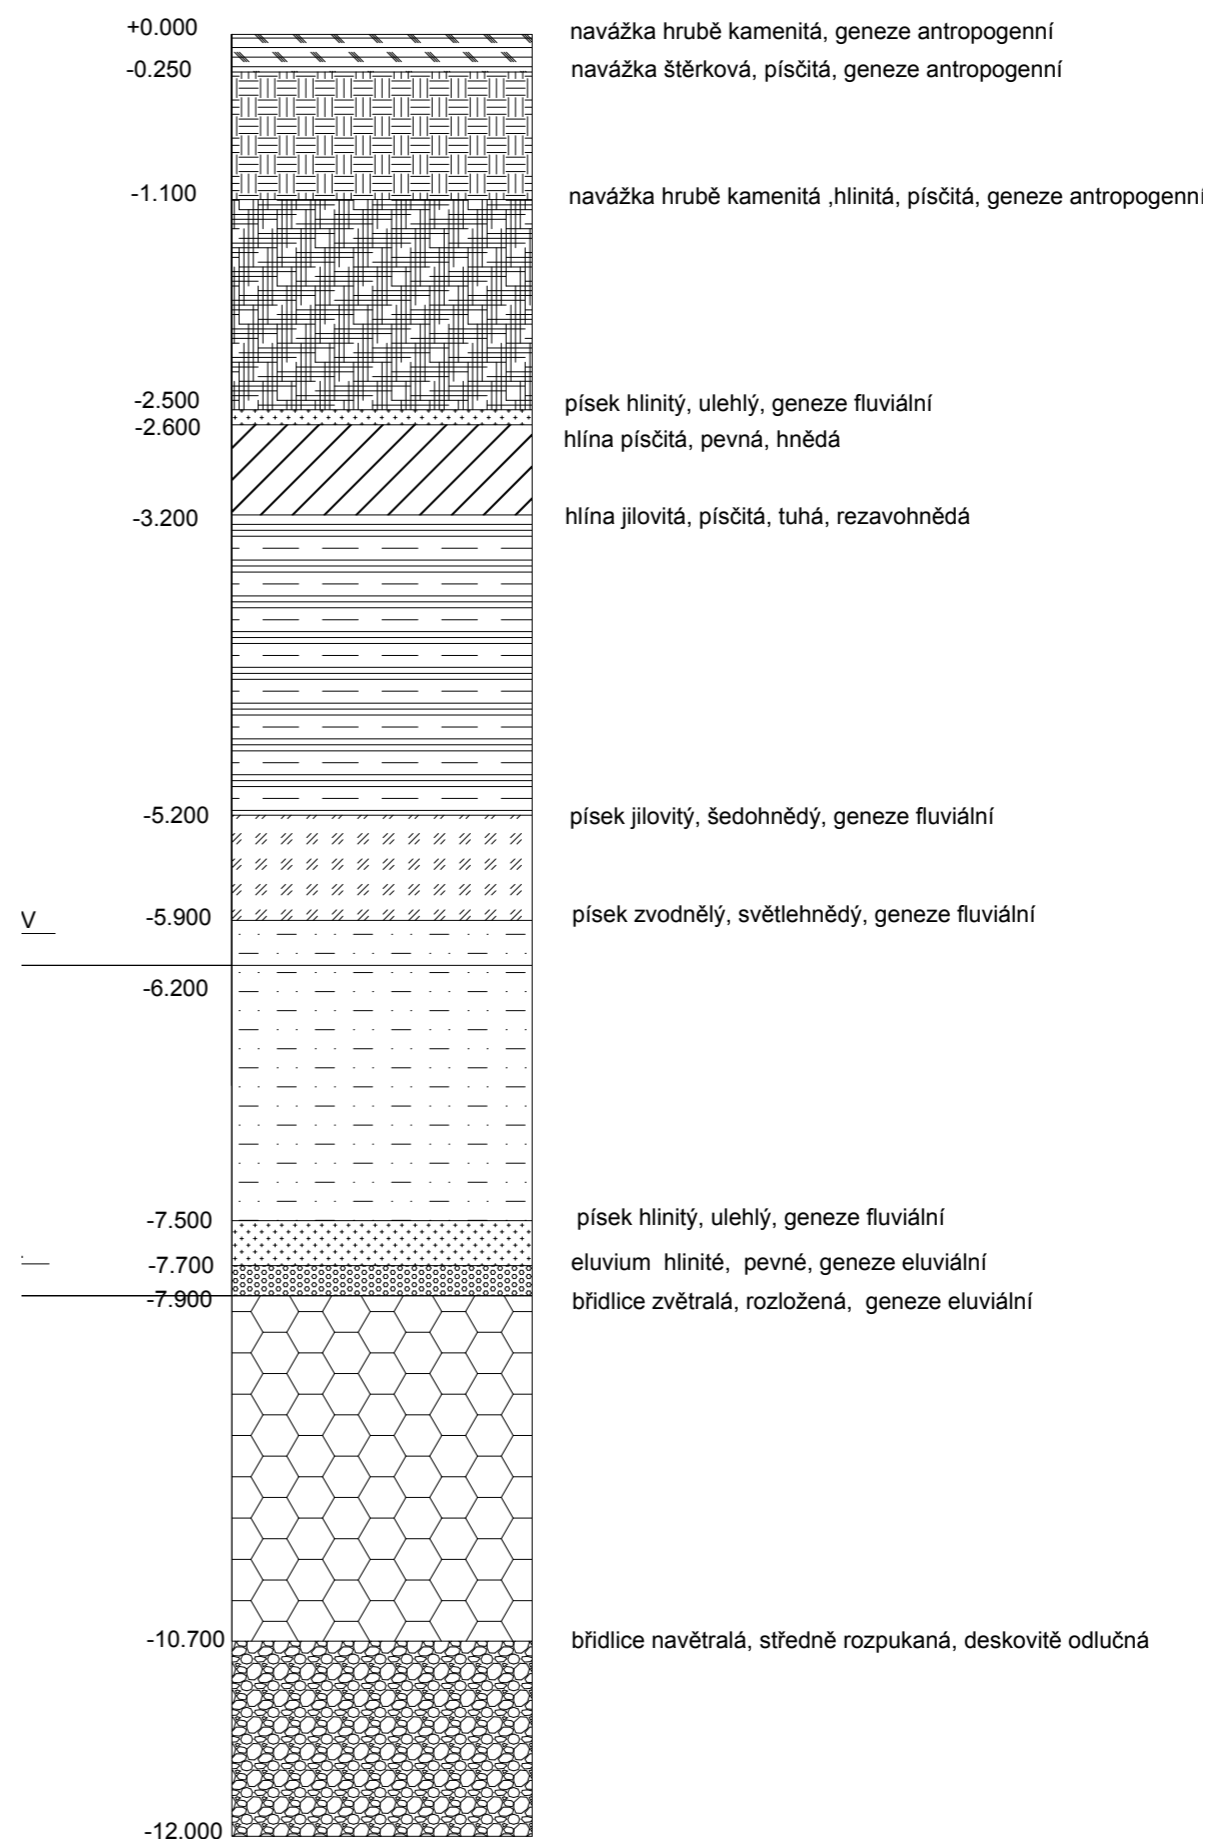 +0.000 navážka hrubě kamenitá, geneze antropogenní
-0.250 navážka štěrková, písčitá, geneze antropogenní
-1.100 navážka hrubě kamenitá ,hlinitá, písčitá, geneze antropogenní
-2.500 písek hlinitý, ulehlý, geneze fluviální
-2.600 hlína písčitá, pevná, hnědá
-3.200 hlína jilovitá, písčitá, tuhá, rezavohnědá
-5.200 písek jilovitý, šedohnědý, geneze fluviální
V -5.900 písek zvodnělý, světlehnědý, geneze fluviální
-6.200
-7.500 písek hlinitý, ulehlý, geneze fluviální
-7.700 eluvium hlinité, pevné, geneze eluviální
-7.900 břidlice zvětralá, rozložená, geneze eluviální
-10.700 břidlice navětralá, středně rozpukaná, deskovitě odlučná
-12.000